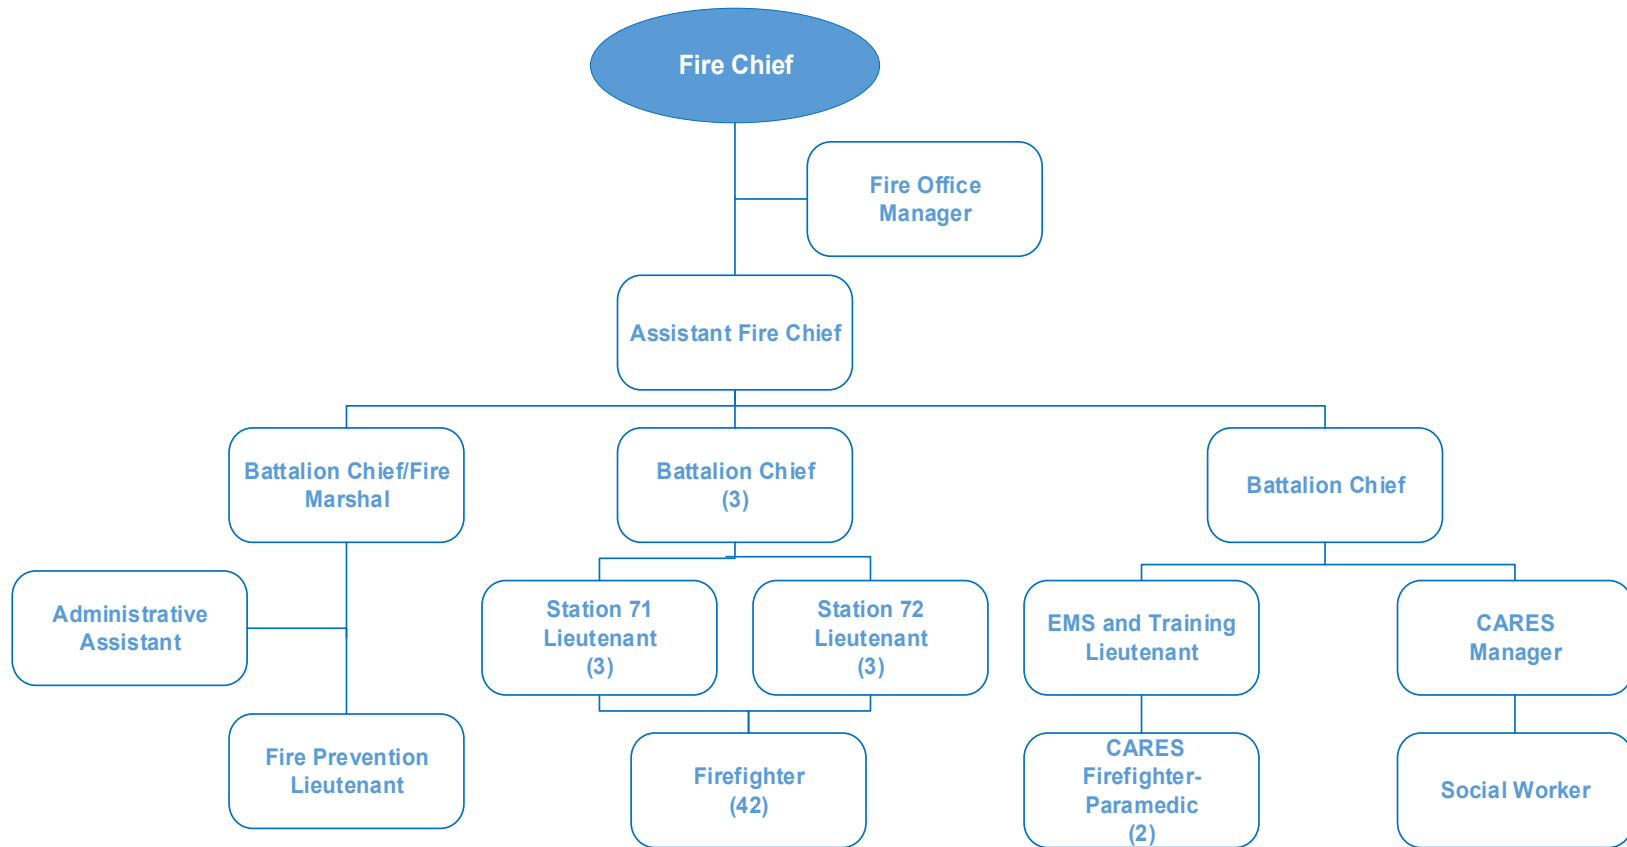 Fire Chief
Fire Office
Manager
Assistant Fire Chief
Battalion Chief/Fire
Marshal
Battalion Chief
(3)
Battalion Chief
Administrative
Assistant
Station 71
Lieutenant
(3)
Station 72
Lieutenant
(3)
EMS and Training
Lieutenant
CARES
Manager
Fire Prevention
Lieutenant
Firefighter
(42)
CARES
Firefighter-
Paramedic
(2)
Social Worker